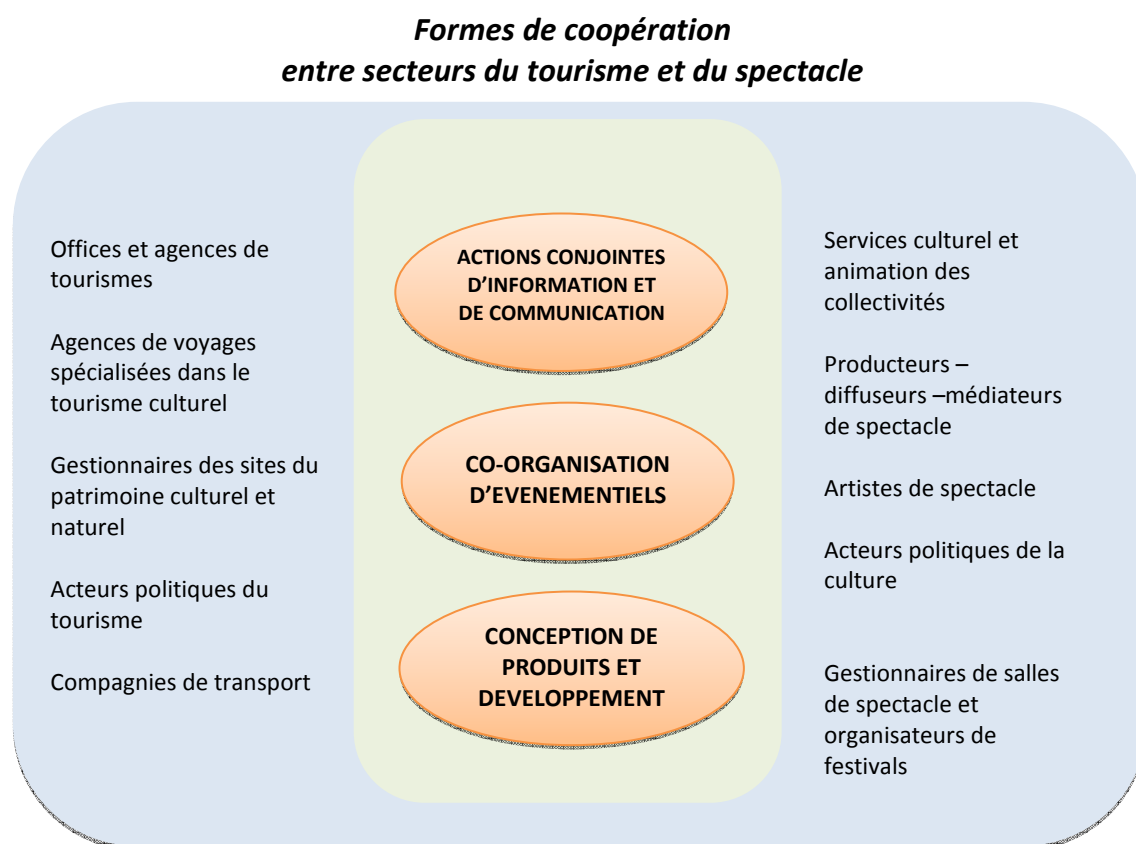 Formes de coopération
entre secteurs du tourisme et du spectacle
Offices et agences de
tourismes
Agences de voyages
spécialisées dans le
tourisme culturel
Gestionnaires des sites du
patrimoine culturel et
naturel
Acteurs politiques du
tourisme
Compagnies de transport
ACTIONS CONJOINTES
D’INFORMATION ET
DE COMMUNICATION
CO-ORGANISATION
D’EVENEMENTIELS
CONCEPTION DE
PRODUITS ET
DEVELOPPEMENT
Services culturel et
animation des
collectivités
Producteurs –
diffuseurs –médiateurs
de spectacle
Artistes de spectacle
Acteurs politiques de la
culture
Gestionnaires de salles
de spectacle et
organisateurs de
festivals